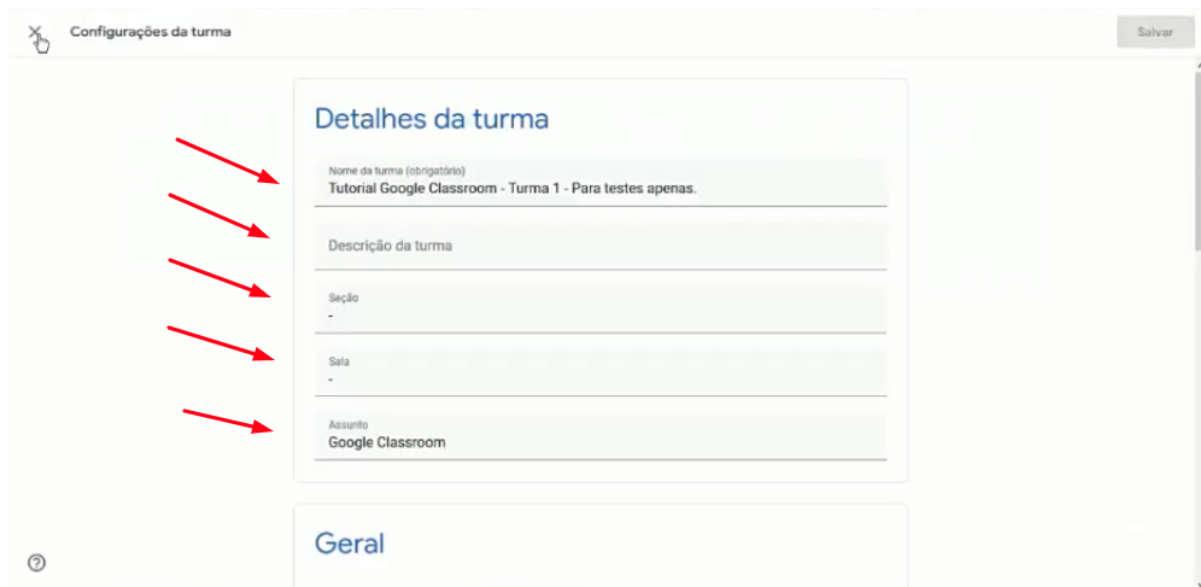 Configurações da turma
Salvar
Detalhes da turma
Nome da turma (obrigatório)
Tutorial Google Classroom - Turma 1 - Para testes apenas.
Descrição da turma
Seção
-
Sala
-
Assunto
Google Classroom
Geral